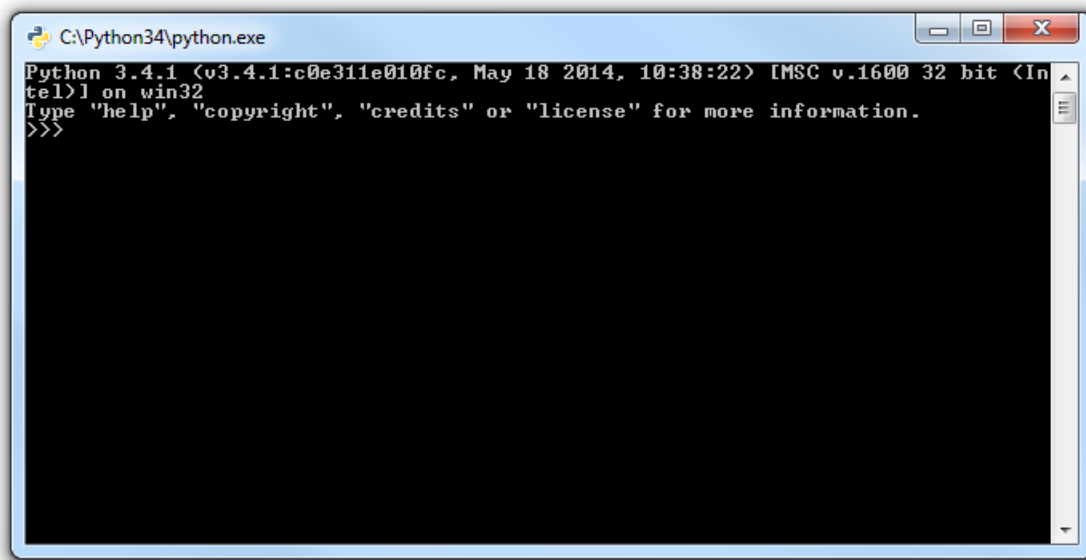 C:\Python34\python.exe
Python 3.4.1 (v3.4.1:c0e311e010fc, May 18 2014, 10:38:22) [MSC v.1600 32 bit (In
tel)] on win32
Type "help", "copyright", "credits" or "license" for more information.
>>>